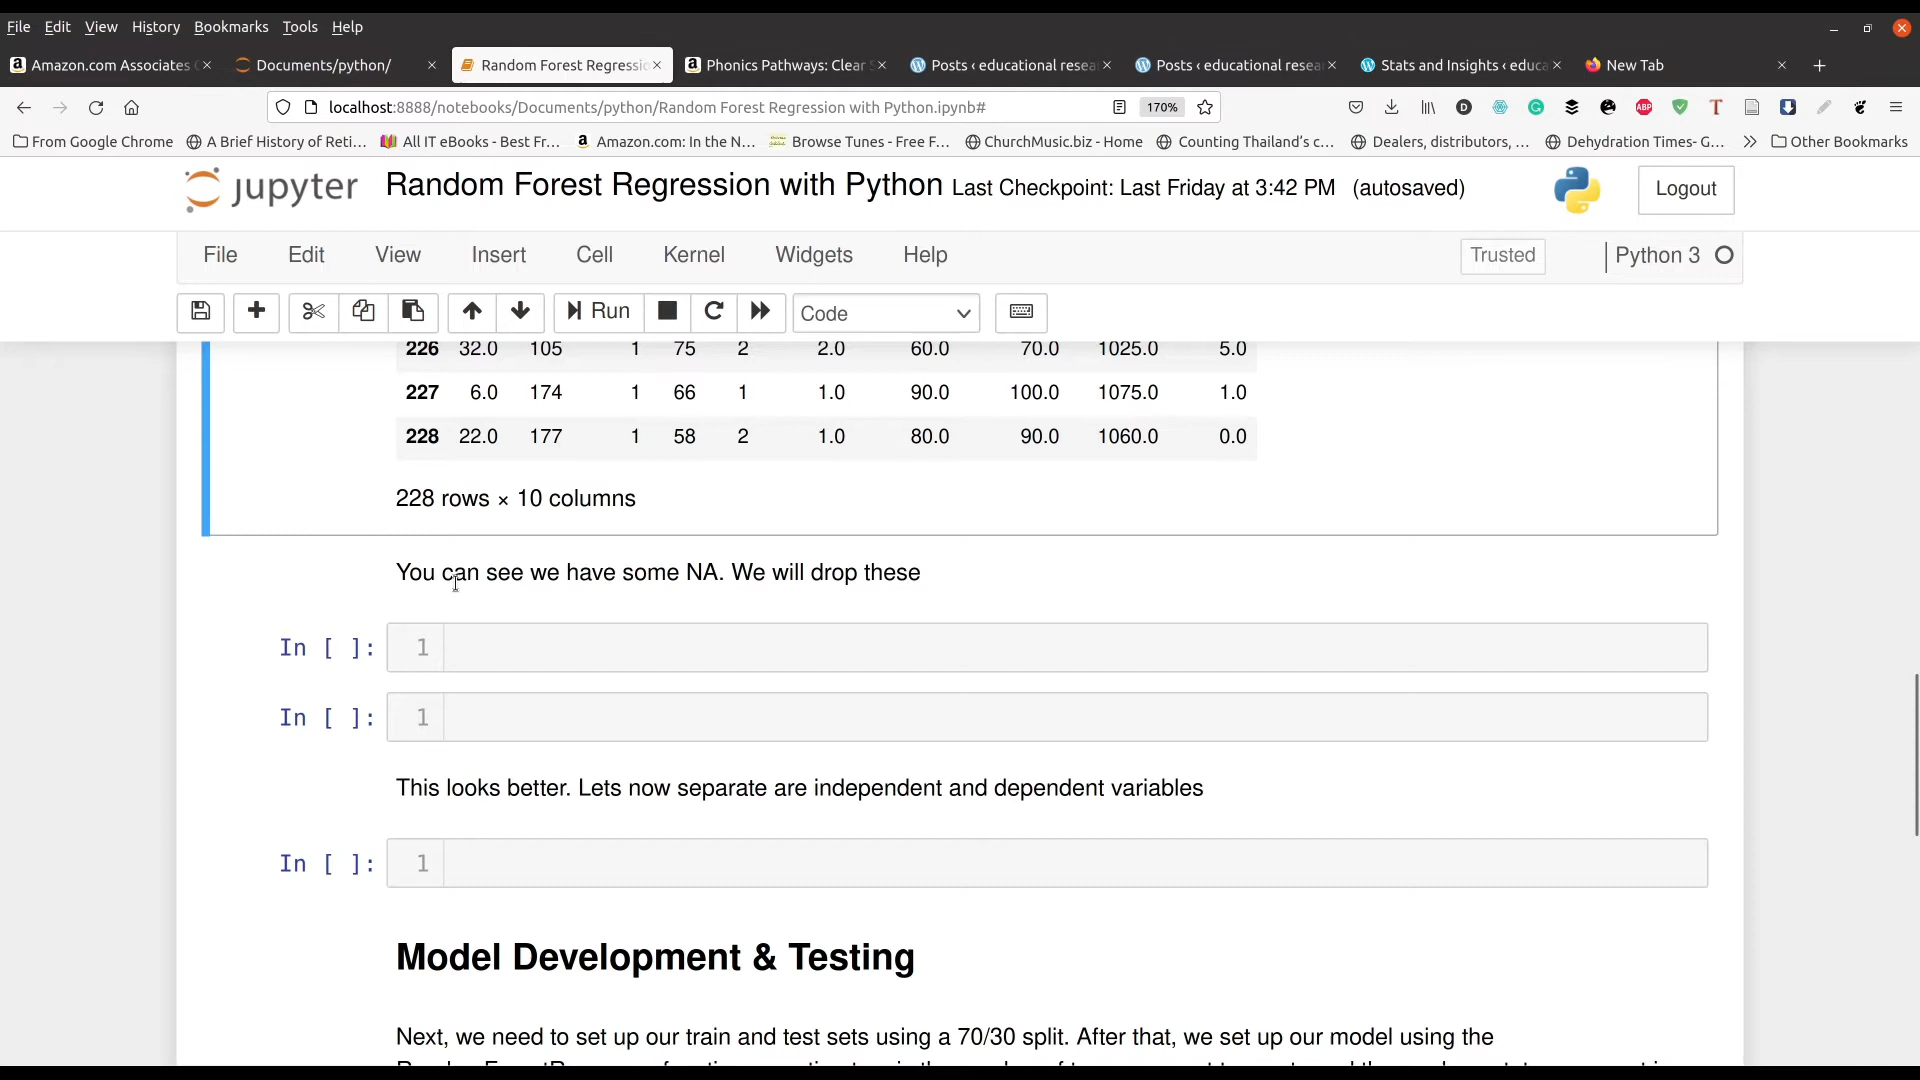 File Edit View History Bookmarks Tools Help
Amazon.com Associates
Documents/python/
Random Forest Regressi
Phonics Pathways: Clear
Posts ‹ educational resea
Posts ‹ educational resea
Stats and Insights ‹ educa
New Tab
localhost:8888/notebooks/Documents/python/Random Forest Regression with Python.ipynb#
170%
From Google Chrome
A Brief History of Reti...
All IT eBooks - Best Fr...
Amazon.com: In the N...
Browse Tunes - Free F...
ChurchMusic.biz - Home
Counting Thailand's c...
Dealers, distributors, ...
Dehydration Times- G...
Other Bookmarks
jupyter Random Forest Regression with Python Last Checkpoint: Last Friday at 3:42 PM (autosaved)
Logout
File Edit View Insert Cell Kernel Widgets Help
Trusted
Python 3
Run
Code
226 32.0 105 1 75 2 2.0 60.0 70.0 1025.0 5.0
227 6.0 174 1 66 1 1.0 90.0 100.0 1075.0 1.0
228 22.0 177 1 58 2 1.0 80.0 90.0 1060.0 0.0
228 rows × 10 columns
You can see we have some NA. We will drop these
In [ ]: 1
In [ ]: 1
This looks better. Lets now separate are independent and dependent variables
In [ ]: 1
Model Development & Testing
Next, we need to set up our train and test sets using a 70/30 split. After that, we set up our model using the